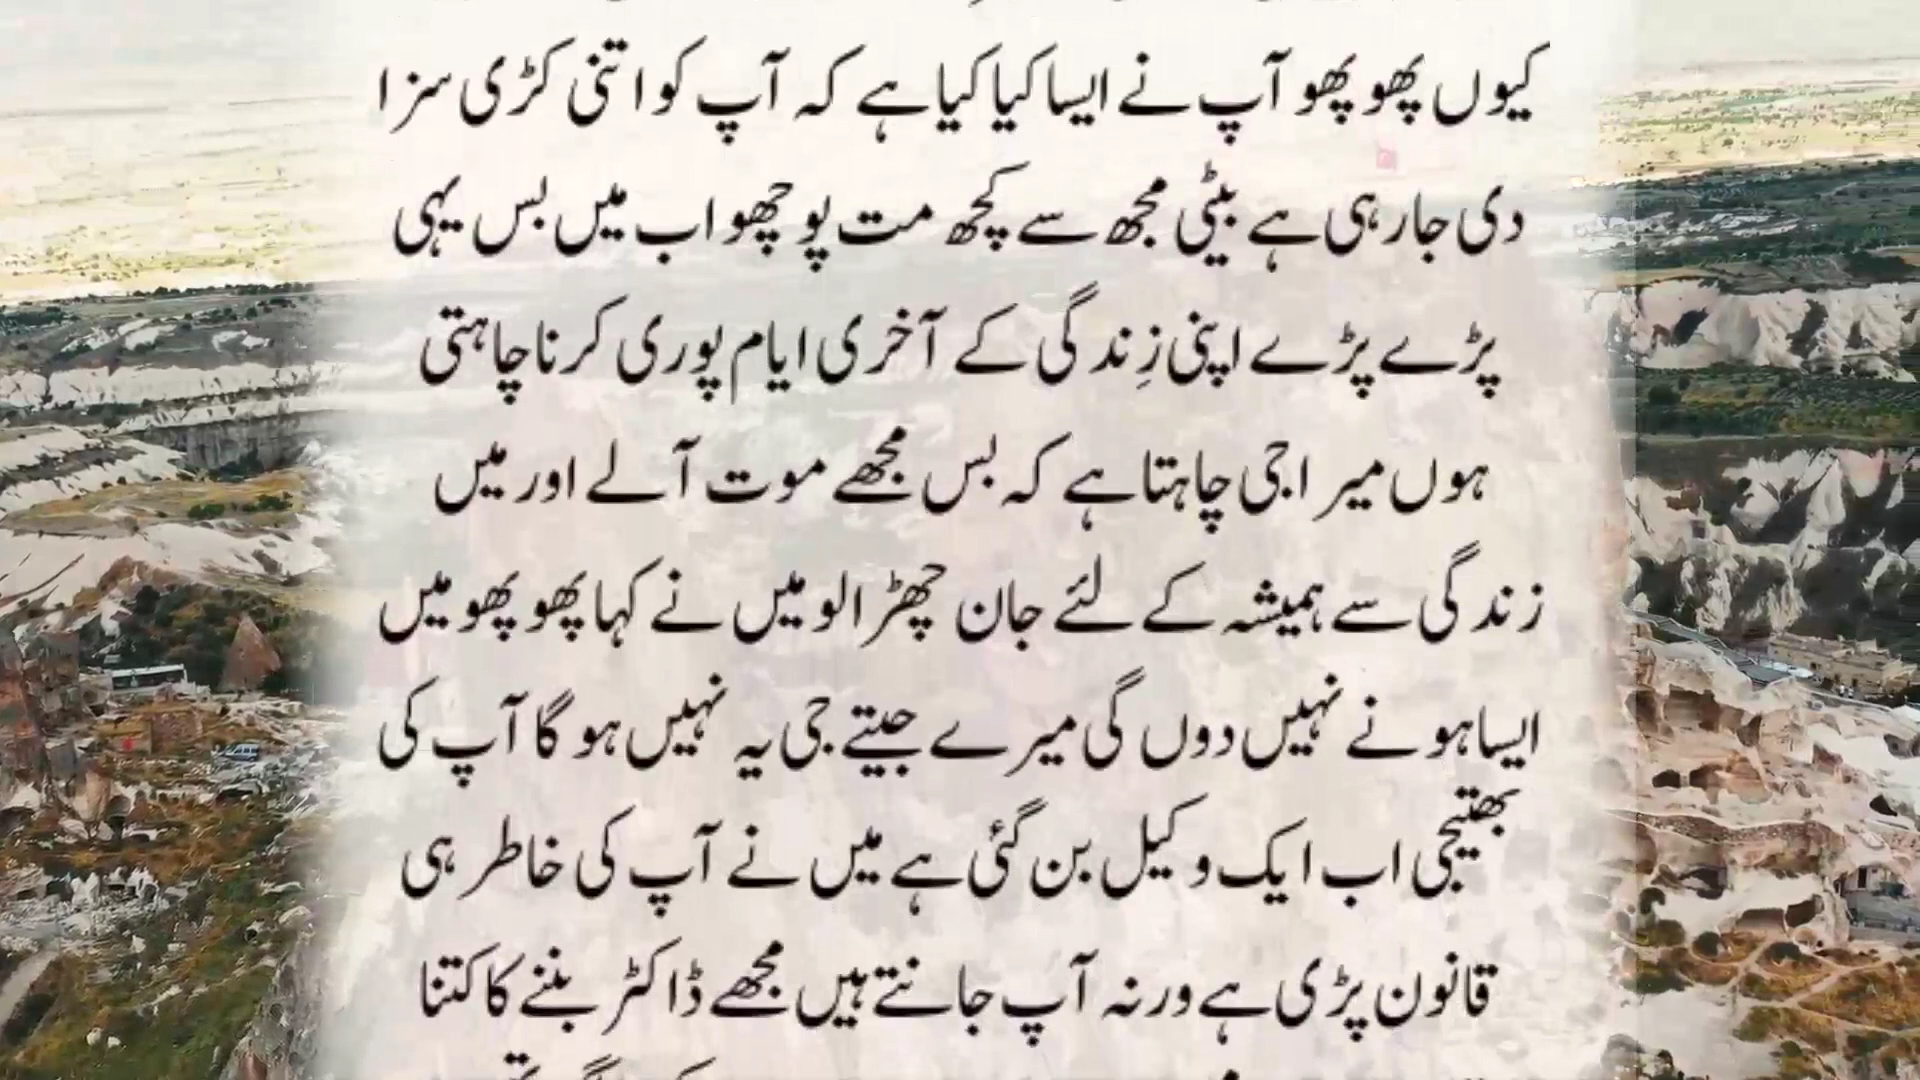 کیوں پھوپھو آپ نے ایسا کیا کیا ہے کہ آپ کو اتنی کڑی سزا
دی جا رہی ہے بیٹی مجھ سے کچھ مت پوچھو اب میں بس یہی
پڑے پڑے اپنی زِندگی کے آخری ایام پوری کرنا چاہتی
ہوں میرا جی چاہتا ہے کہ بس مجھے موت آلے اور میں
زندگی سے ہمیشہ کے لئے جان چھڑالو میں نے کہا پھوپھو میں
ایسا ہونے نہیں دوں گی میرے جیتے جی یہ نہیں ہو گا آپ کی
بھتیجی اب ایک وکیل بن گئی ہے میں نے آپ کی خاطر ہی
قانون پڑی ہے ورنہ آپ جانتے ہیں مجھے ڈاکٹر بننے کا کتنا